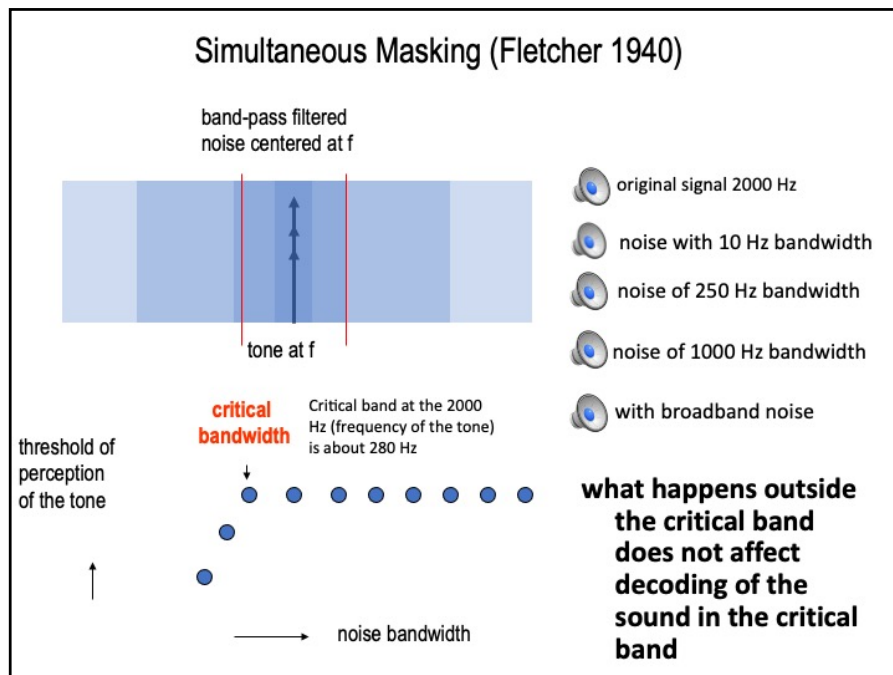 Simultaneous Masking (Fletcher 1940)
band-pass filtered
noise centered at f
tone at f
original signal 2000 Hz
noise with 10 Hz bandwidth
noise of 250 Hz bandwidth
noise of 1000 Hz bandwidth
with broadband noise
critical
bandwidth
Critical band at the 2000
Hz (frequency of the tone)
is about 280 Hz
threshold of
perception
of the tone
noise bandwidth
what happens outside
the critical band
does not affect
decoding of the
sound in the critical
band